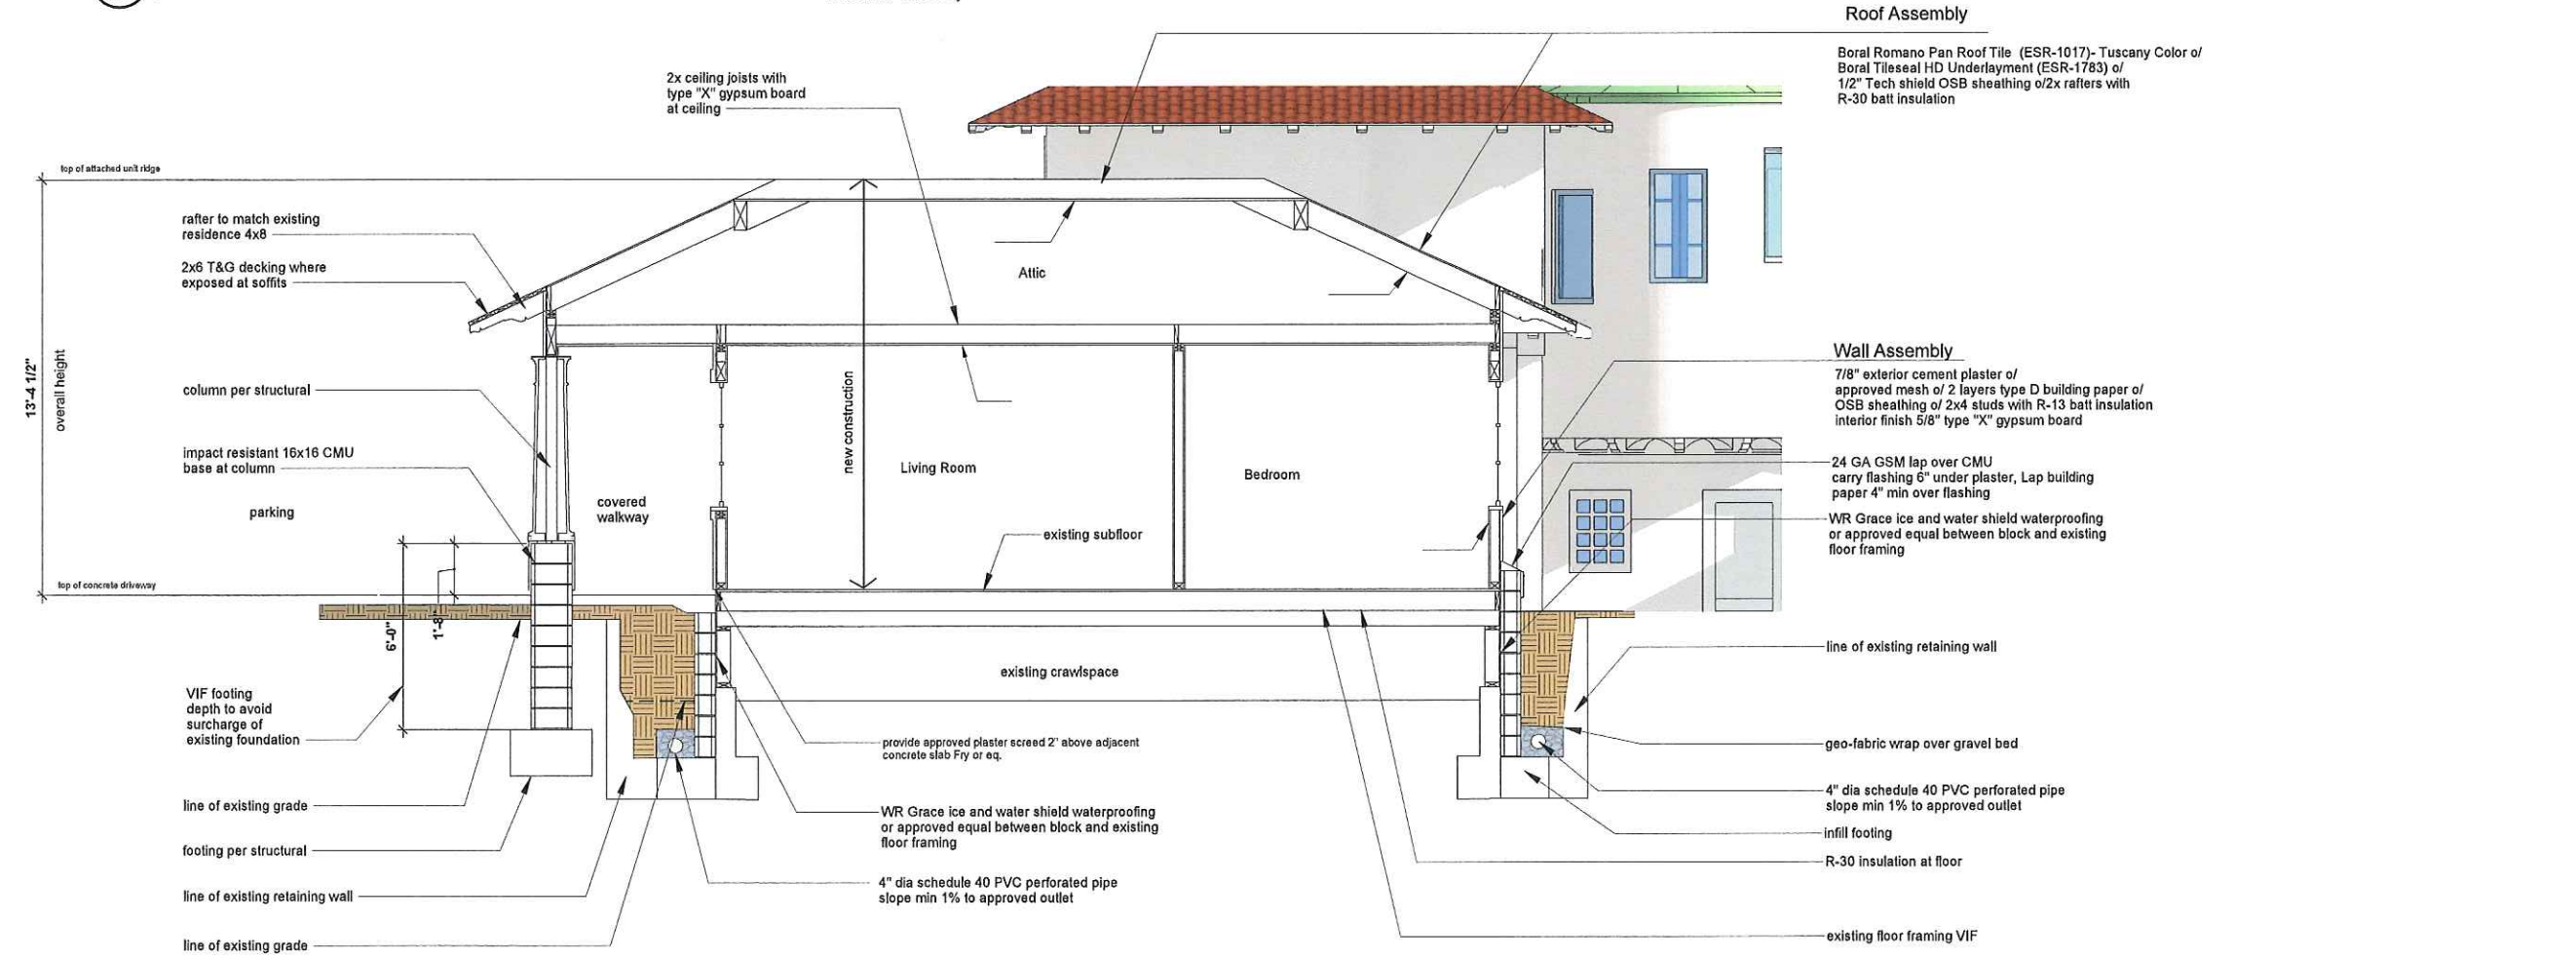 Roof Assembly
Boral Romano Pan Roof Tile (ESR-1017)- Tuscany Color o/
Boral Tileseal HD Underlayment (ESR-1783) o/
1/2" Tech shield OSB sheathing o/2x rafters with
R-30 batt insulation
2x ceiling joists with
type "X" gypsum board
at ceiling
top of attached unit ridge
rafter to match existing
residence 4x8
2x6 T&G decking where
exposed at soffits
Attic
13'-4 1/2"
overall height
new construction
column per structural
impact resistant 16x16 CMU
base at column
parking
covered
walkway
Living Room
Bedroom
existing subfloor
top of concrete driveway
Wall Assembly
7/8" exterior cement plaster o/
approved mesh o/ 2 layers type D building paper o/
OSB sheathing o/ 2x4 studs with R-13 batt insulation
interior finish 5/8" type "X" gypsum board
24 GA GSM lap over CMU
carry flashing 6" under plaster, Lap building
paper 4" min over flashing
WR Grace ice and water shield waterproofing
or approved equal between block and existing
floor framing
6'-0"
1'-8"
existing crawlspace
line of existing retaining wall
VIF footing
depth to avoid
surcharge of
existing foundation
provide approved plaster screed 2" above adjacent
concrete slab Fry or eq.
geo-fabric wrap over gravel bed
line of existing grade
WR Grace ice and water shield waterproofing
or approved equal between block and existing
floor framing
4" dia schedule 40 PVC perforated pipe
slope min 1% to approved outlet
infill footing
footing per structural
R-30 insulation at floor
line of existing retaining wall
4" dia schedule 40 PVC perforated pipe
slope min 1% to approved outlet
line of existing grade
existing floor framing VIF